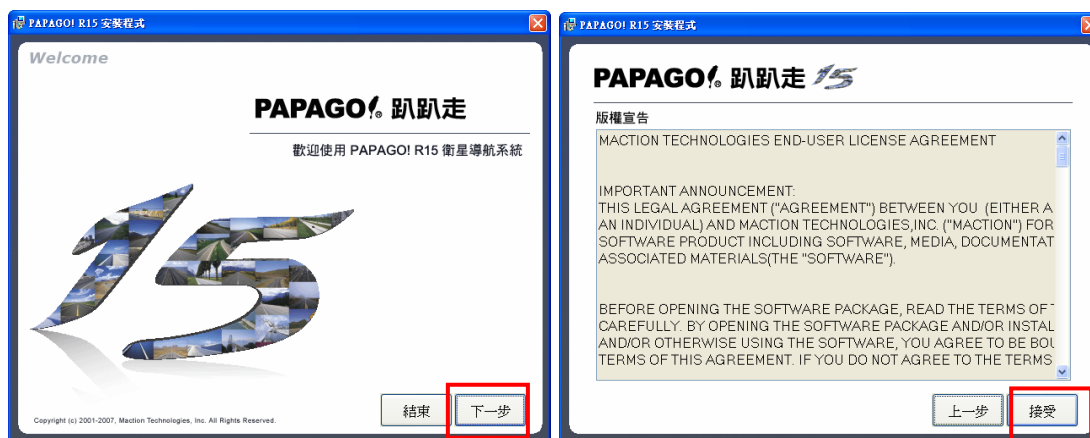 PAPAGO! R15 安裝程式
Welcome
PAPAGO! 趴趴走
歡迎使用 PAPAGO! R15 衛星導航系統
15
Copyright (c) 2001-2007, Maction Technologies, Inc. All Rights Reserved.
結束
下一步
PAPAGO! R15 安裝程式
PAPAGO! 趴趴走 15
版權宣告
MACTION TECHNOLOGIES END-USER LICENSE AGREEMENT
IMPORTANT ANNOUNCEMENT:
THIS LEGAL AGREEMENT ("AGREEMENT") BETWEEN YOU (EITHER A
AN INDIVIDUAL) AND MACTION TECHNOLOGIES,INC. ("MACTION") FOR
SOFTWARE PRODUCT INCLUDING SOFTWARE, MEDIA, DOCUMENTAT
ASSOCIATED MATERIALS(THE "SOFTWARE").
BEFORE OPENING THE SOFTWARE PACKAGE, READ THE TERMS OF
CAREFULLY. BY OPENING THE SOFTWARE PACKAGE AND/OR INSTAL
AND/OR OTHERWISE USING THE SOFTWARE, YOU AGREE TO BE BOU
TERMS OF THIS AGREEMENT. IF YOU DO NOT AGREE TO THE TERMS
上一步
接受